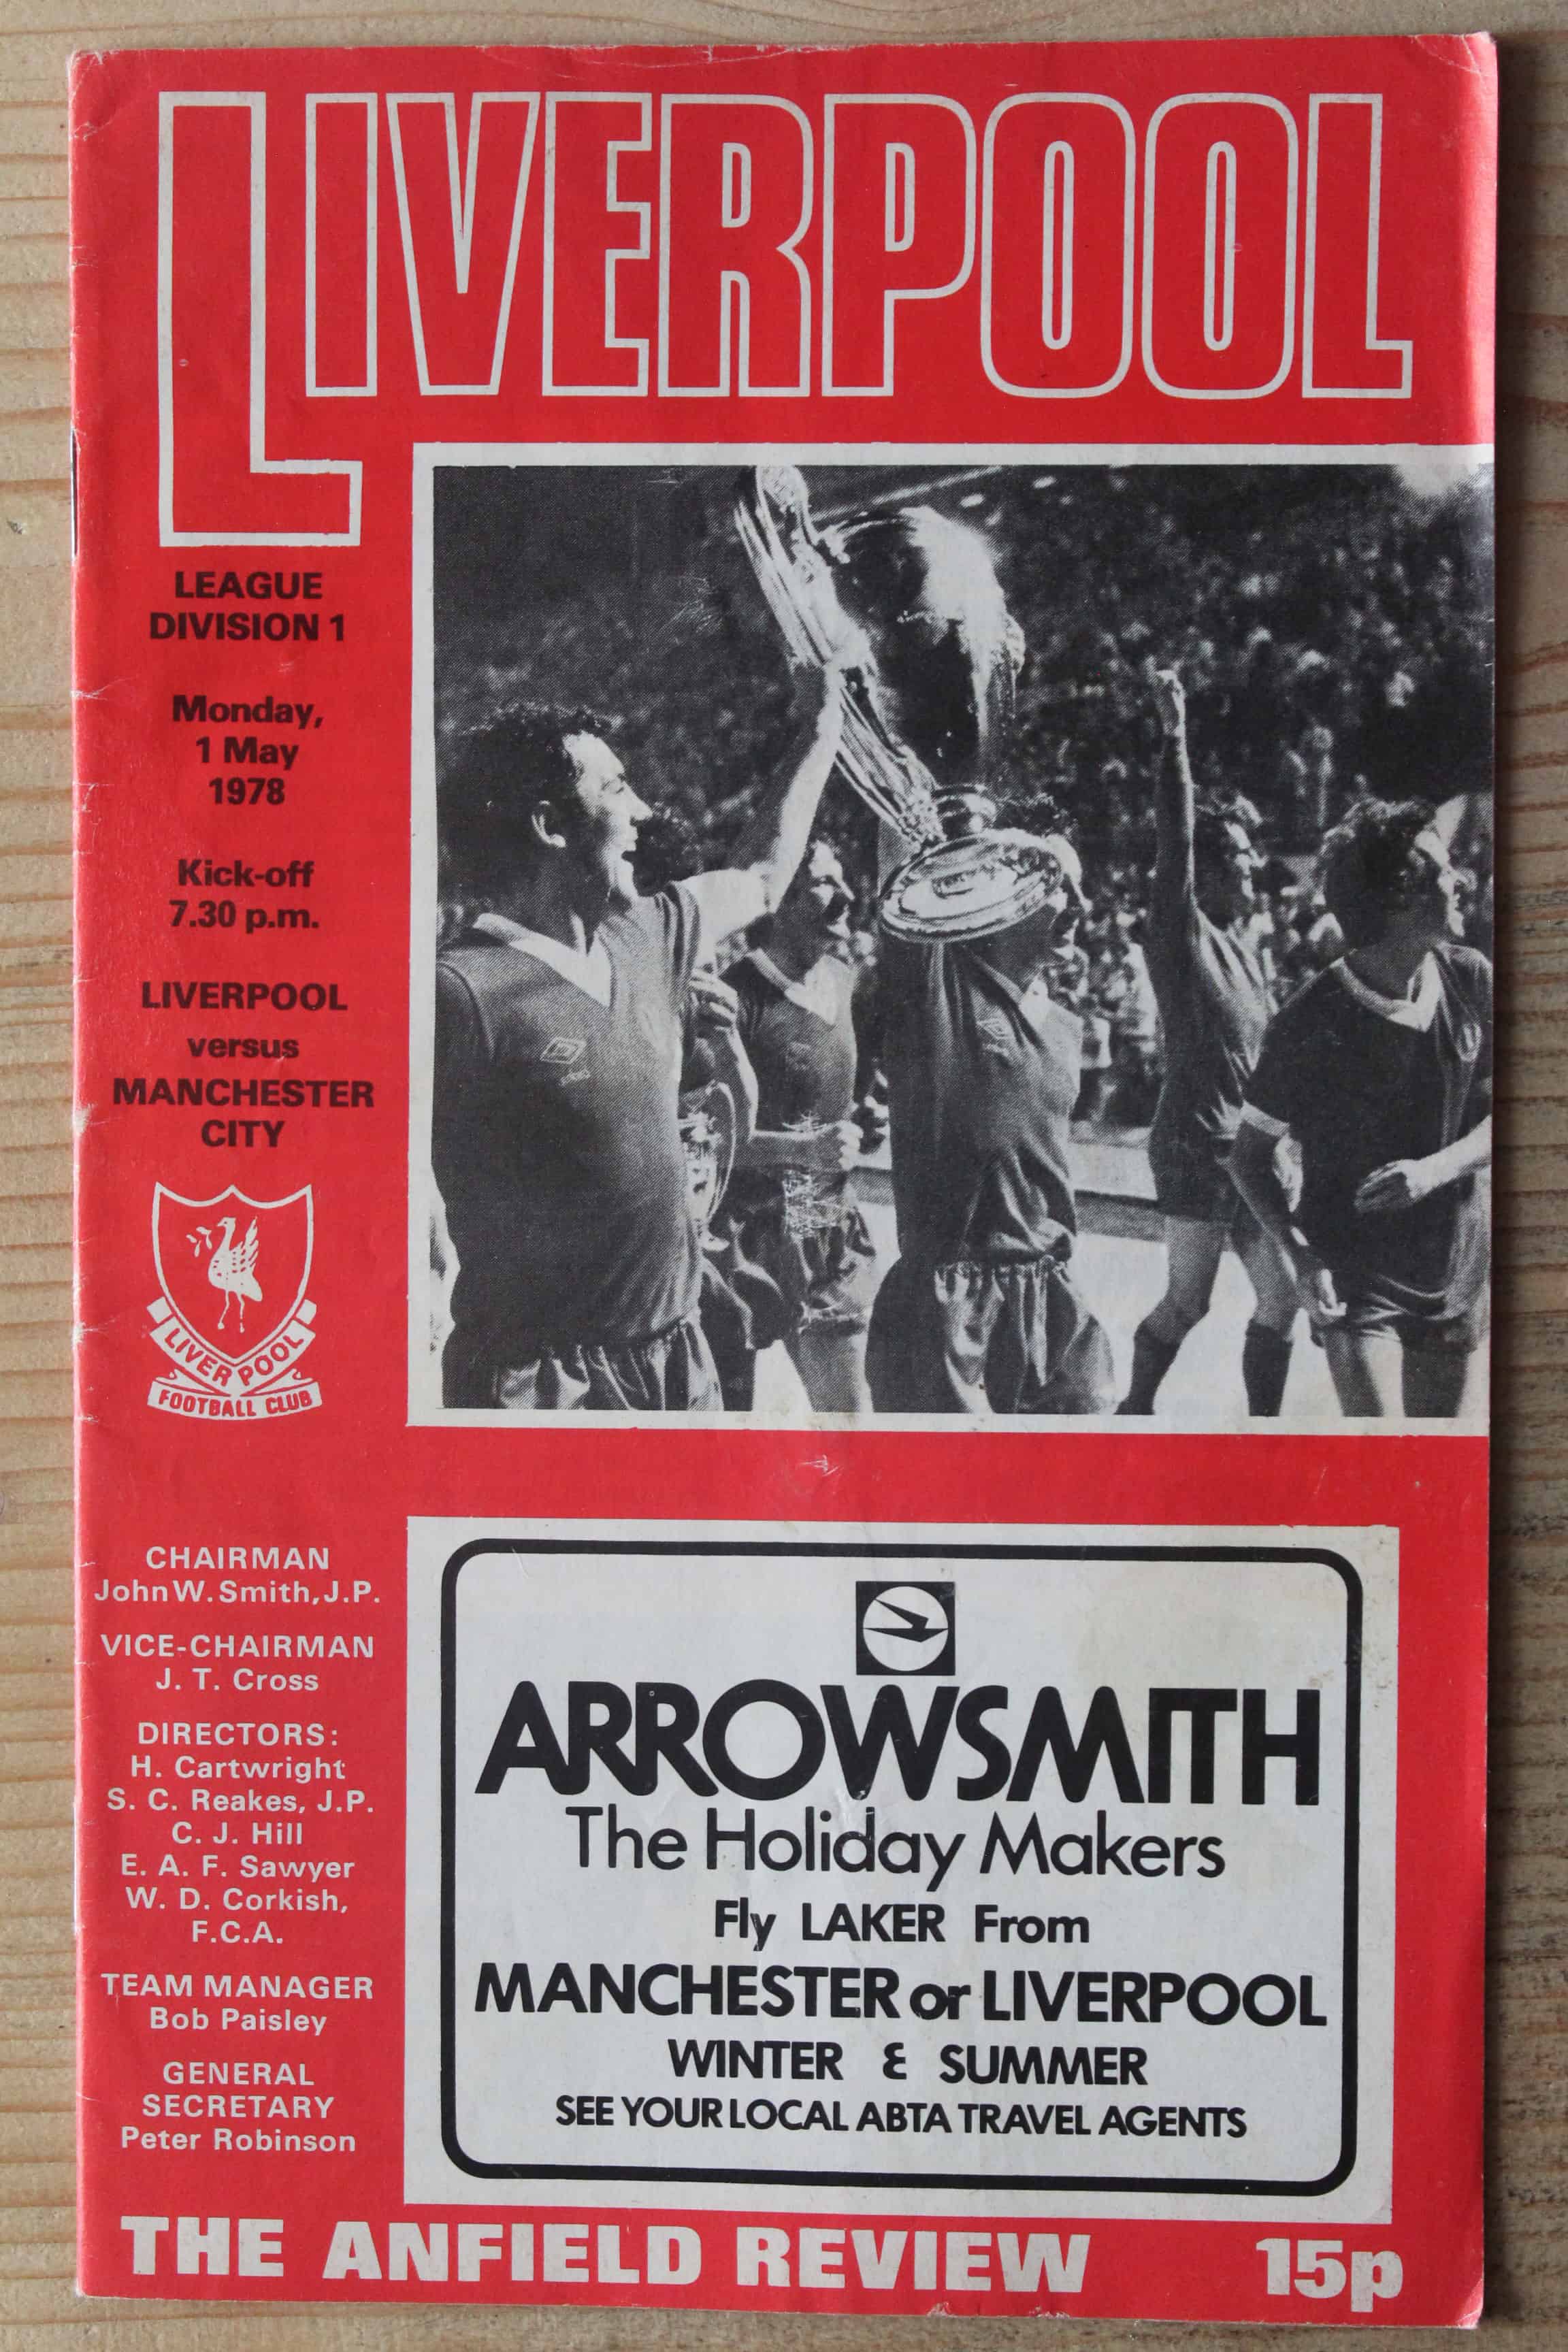 LIVERPOOL
LEAGUE
DIVISION 1
Monday,
1 May
1978
Kick-off
7.30 p.m.
LIVERPOOL
versus
MANCHESTER
CITY
LIVERPOOL
FOOTBALL CLUB
CHAIRMAN
John W. Smith, J.P.
VICE-CHAIRMAN
J. T. Cross
DIRECTORS:
H. Cartwright
S. C. Reakes, J.P.
C. J. Hill
E. A. F. Sawyer
W. D. Corkish,
F.C.A.
TEAM MANAGER
Bob Paisley
GENERAL
SECRETARY
Peter Robinson
ARROWSMITH
The Holiday Makers
Fly LAKER From
MANCHESTER or LIVERPOOL
WINTER & SUMMER
SEE YOUR LOCAL ABTA TRAVEL AGENTS
THE ANFIELD REVIEW 15p